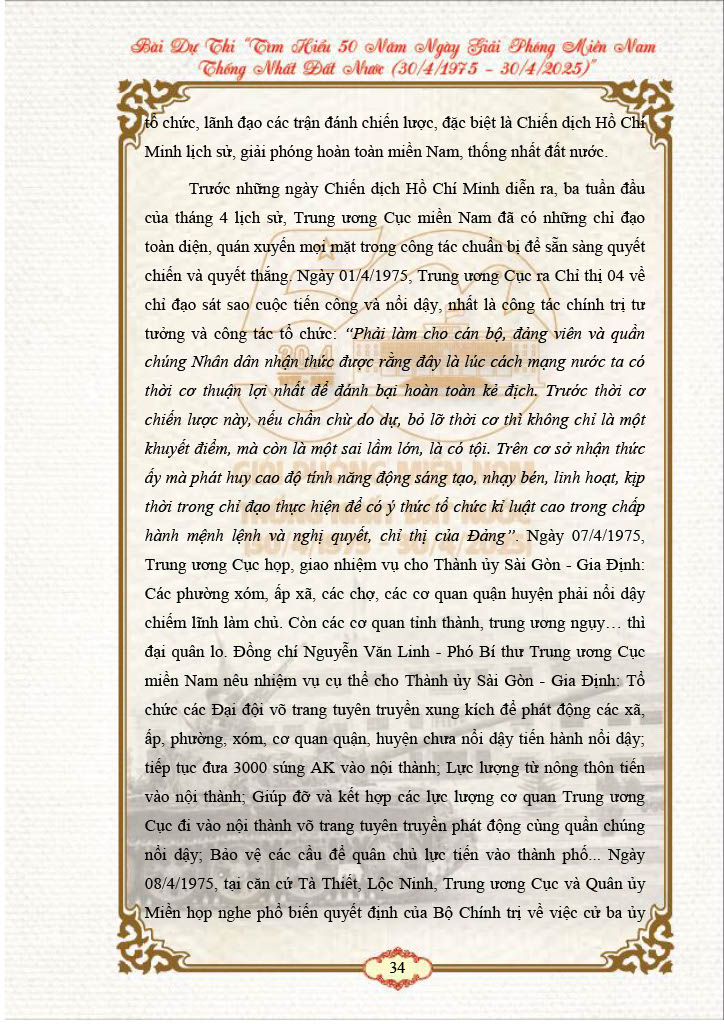 Bài Dự Thi “Tìm Hiểu 50 Năm Ngày Giải Phóng Miền Nam
Thống Nhất Đất Nước (30/4/1975 - 30/4/2025)”
tổ chức, lãnh đạo các trận đánh chiến lược, đặc biệt là Chiến dịch Hồ Chí
Minh lịch sử, giải phóng hoàn toàn miền Nam, thống nhất đất nước.
Trước những ngày Chiến dịch Hồ Chí Minh diễn ra, ba tuần đầu
của tháng 4 lịch sử, Trung ương Cục miền Nam đã có những chỉ đạo
toàn diện, quán xuyến mọi mặt trong công tác chuẩn bị để sẵn sàng quyết
chiến và quyết thắng. Ngày 01/4/1975, Trung ương Cục ra Chỉ thị 04 về
chỉ đạo sát sao cuộc tiến công và nổi dậy, nhất là công tác chính trị tư
tưởng và công tác tổ chức: “Phải làm cho cán bộ, đảng viên và quần
chúng Nhân dân nhận thức được rằng đây là lúc cách mạng nước ta có
thời cơ thuận lợi nhất để đánh bại hoàn toàn kẻ địch. Trước thời cơ
chiến lược này, nếu chần chừ do dự, bỏ lỡ thời cơ thì không chỉ là một
khuyết điểm, mà còn là một sai lầm lớn, là có tội. Trên cơ sở nhận thức
ấy mà phát huy cao độ tính năng động sáng tạo, nhạy bén, linh hoạt, kịp
thời trong chỉ đạo thực hiện để có ý thức tổ chức kỉ luật cao trong chấp
hành mệnh lệnh và nghị quyết, chỉ thị của Đảng”. Ngày 07/4/1975,
Trung ương Cục họp, giao nhiệm vụ cho Thành ủy Sài Gòn - Gia Định:
Các phường xóm, ấp xã, các chợ, các cơ quan quận huyện phải nổi dậy
chiếm lĩnh làm chủ. Còn các cơ quan tỉnh thành, trung ương ngụy… thì
đại quân lo. Đồng chí Nguyễn Văn Linh - Phó Bí thư Trung ương Cục
miền Nam nêu nhiệm vụ cụ thể cho Thành ủy Sài Gòn - Gia Định: Tổ
chức các Đại đội võ trang tuyên truyền xung kích để phát động các xã,
ấp, phường, xóm, cơ quan quận, huyện chưa nổi dậy tiến hành nổi dậy;
tiếp tục đưa 3000 súng AK vào nội thành; Lực lượng từ nông thôn tiến
vào nội thành; Giúp đỡ và kết hợp các lực lượng cơ quan Trung ương
Cục đi vào nội thành võ trang tuyên truyền phát động cùng quần chúng
nổi dậy; Bảo vệ các cầu để quân chủ lực tiến vào thành phố... Ngày
08/4/1975, tại căn cứ Tà Thiết, Lộc Ninh, Trung ương Cục và Quân ủy
Miền họp nghe phổ biến quyết định của Bộ Chính trị về việc cử ba ủy
50
30.4
GIẢI PHÓNG MIỀN NAM
THỐNG NHẤT ĐẤT NƯỚC
(30/4/1975 - 30/4/2025)
34